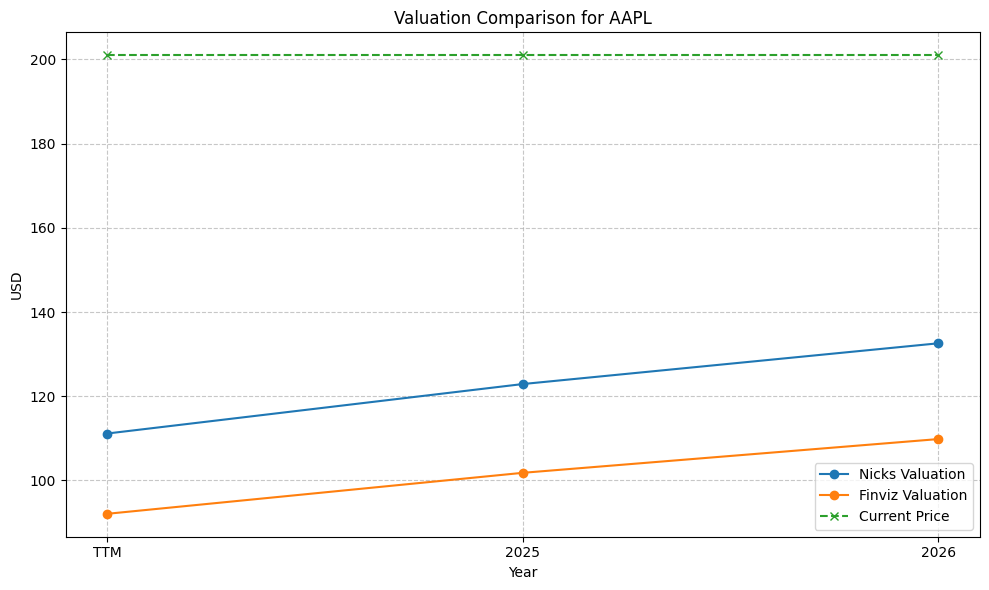 Valuation Comparison for AAPL
USD
200
180
160
140
120
100
TTM
2025
2026
Year
Nicks Valuation
Finviz Valuation
Current Price